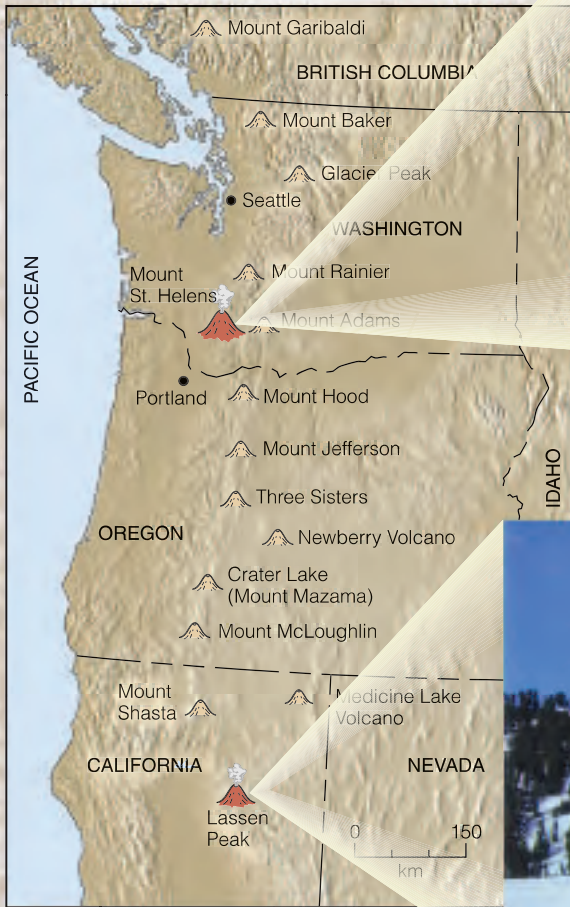 Mount Garibaldi
BRITISH COLUMBIA
Mount Baker
Glacier Peak
Seattle
WASHINGTON
Mount Rainier
Mount
St. Helens
Mount Adams
PACIFIC OCEAN
Portland
Mount Hood
Mount Jefferson
Three Sisters
IDAHO
OREGON
Newberry Volcano
Crater Lake
(Mount Mazama)
Mount McLoughlin
Mount
Shasta
Medicine Lake
Volcano
CALIFORNIA
NEVADA
Lassen
Peak
0 150
km